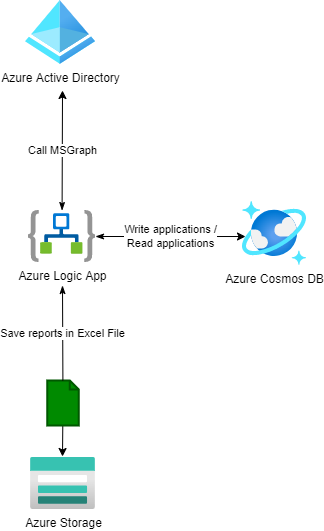 Azure Active Directory
Call MSGraph
Write applications /
Read applications
Azure Logic App
Azure Cosmos DB
Save reports in Excel File
Azure Storage